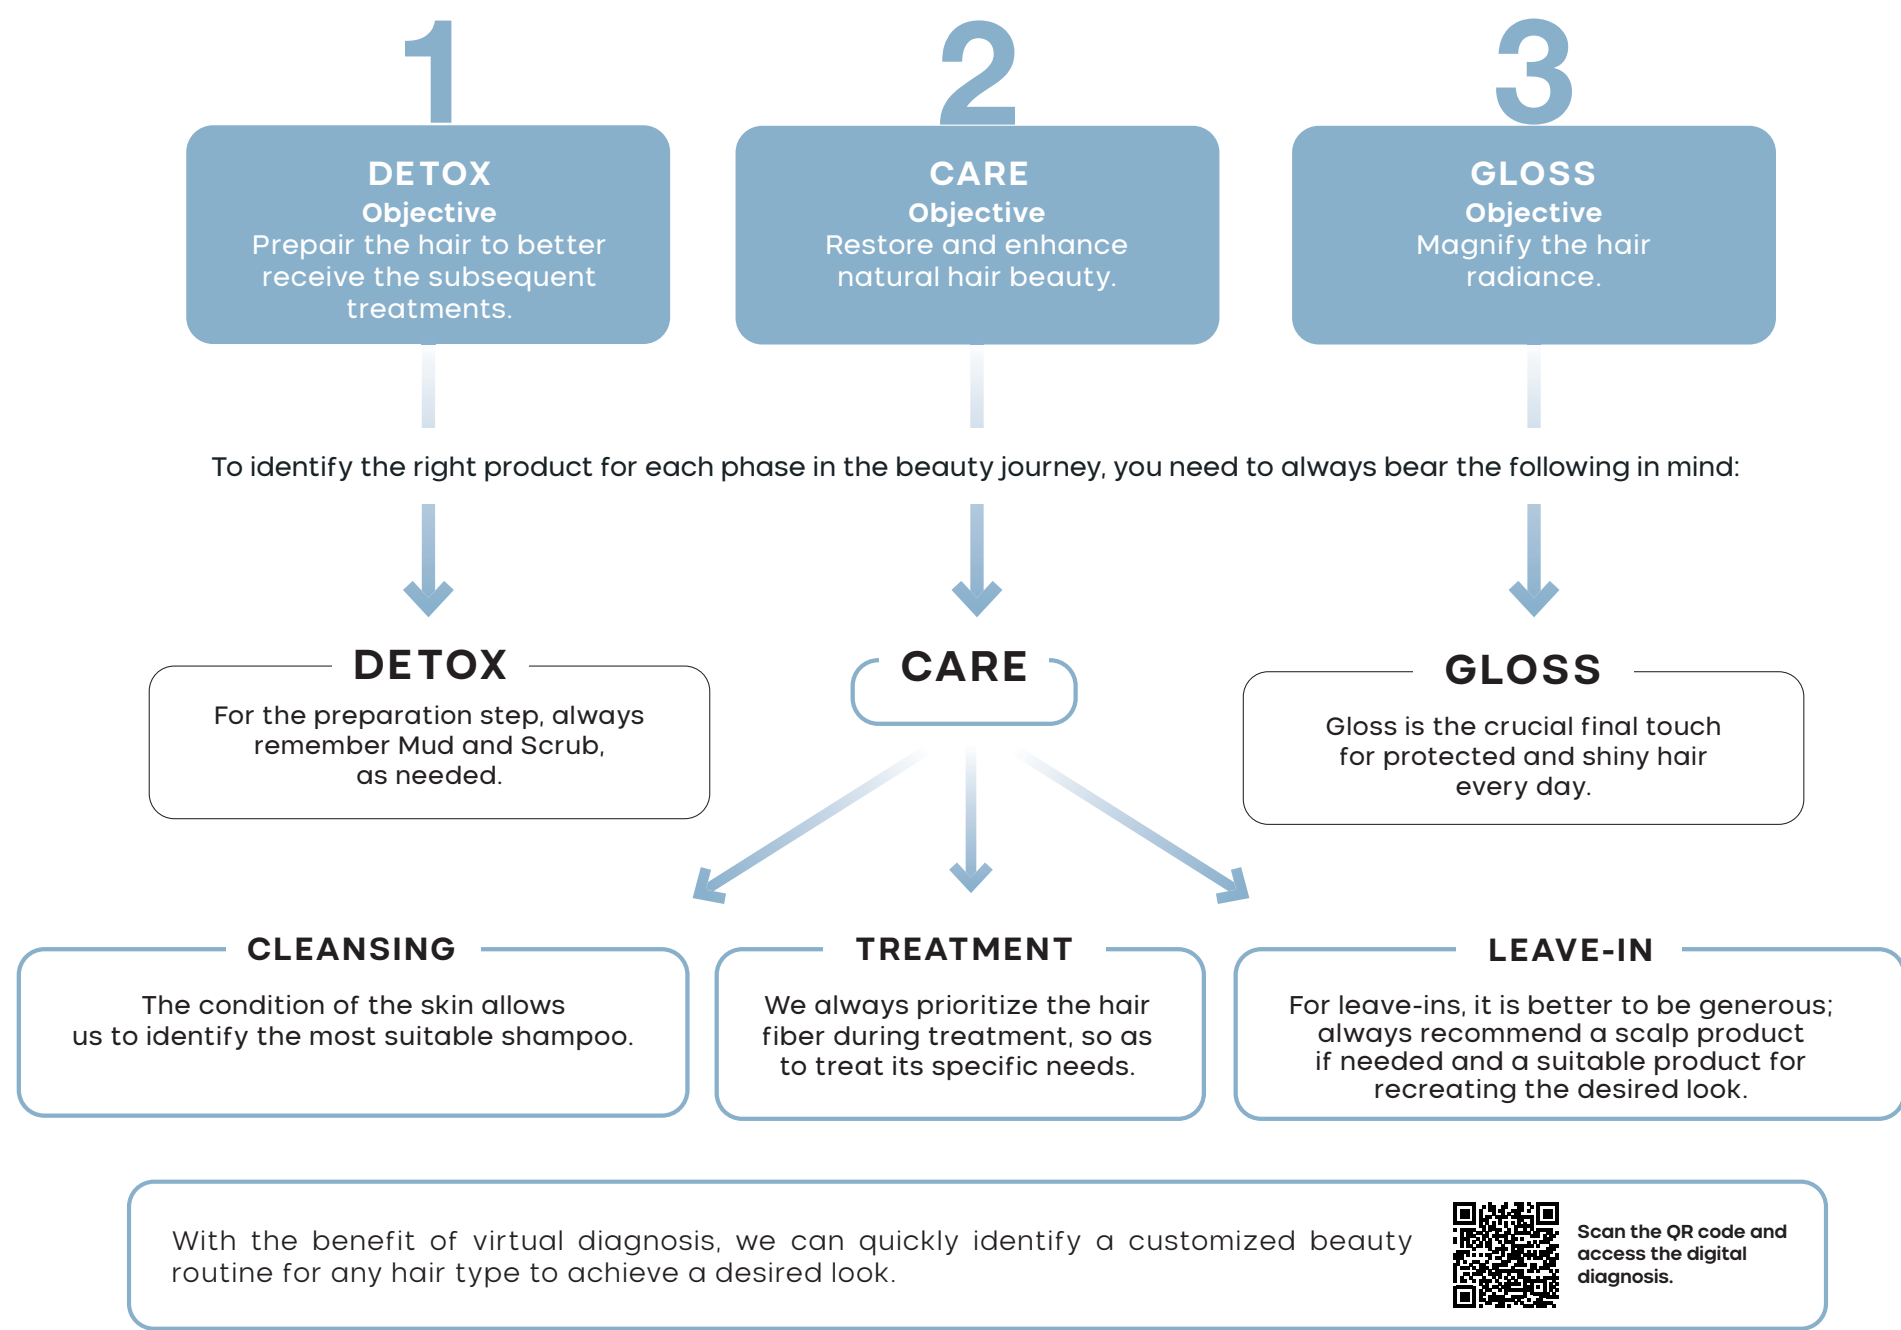 1
DETOX
Objective
Prepair the hair to better
receive the subsequent
treatments.
2
CARE
Objective
Restore and enhance
natural hair beauty.
3
GLOSS
Objective
Magnify the hair
radiance.
To identify the right product for each phase in the beauty journey, you need to always bear the following in mind:
DETOX
For the preparation step, always
remember Mud and Scrub,
as needed.
CARE
GLOSS
Gloss is the crucial final touch
for protected and shiny hair
every day.
CLEANSING
The condition of the skin allows
us to identify the most suitable shampoo.
TREATMENT
We always prioritize the hair
fiber during treatment, so as
to treat its specific needs.
LEAVE-IN
For leave-ins, it is better to be generous;
always recommend a scalp product
if needed and a suitable product for
recreating the desired look.
With the benefit of virtual diagnosis, we can quickly identify a customized beauty
routine for any hair type to achieve a desired look.
Scan the QR code and
access the digital
diagnosis.